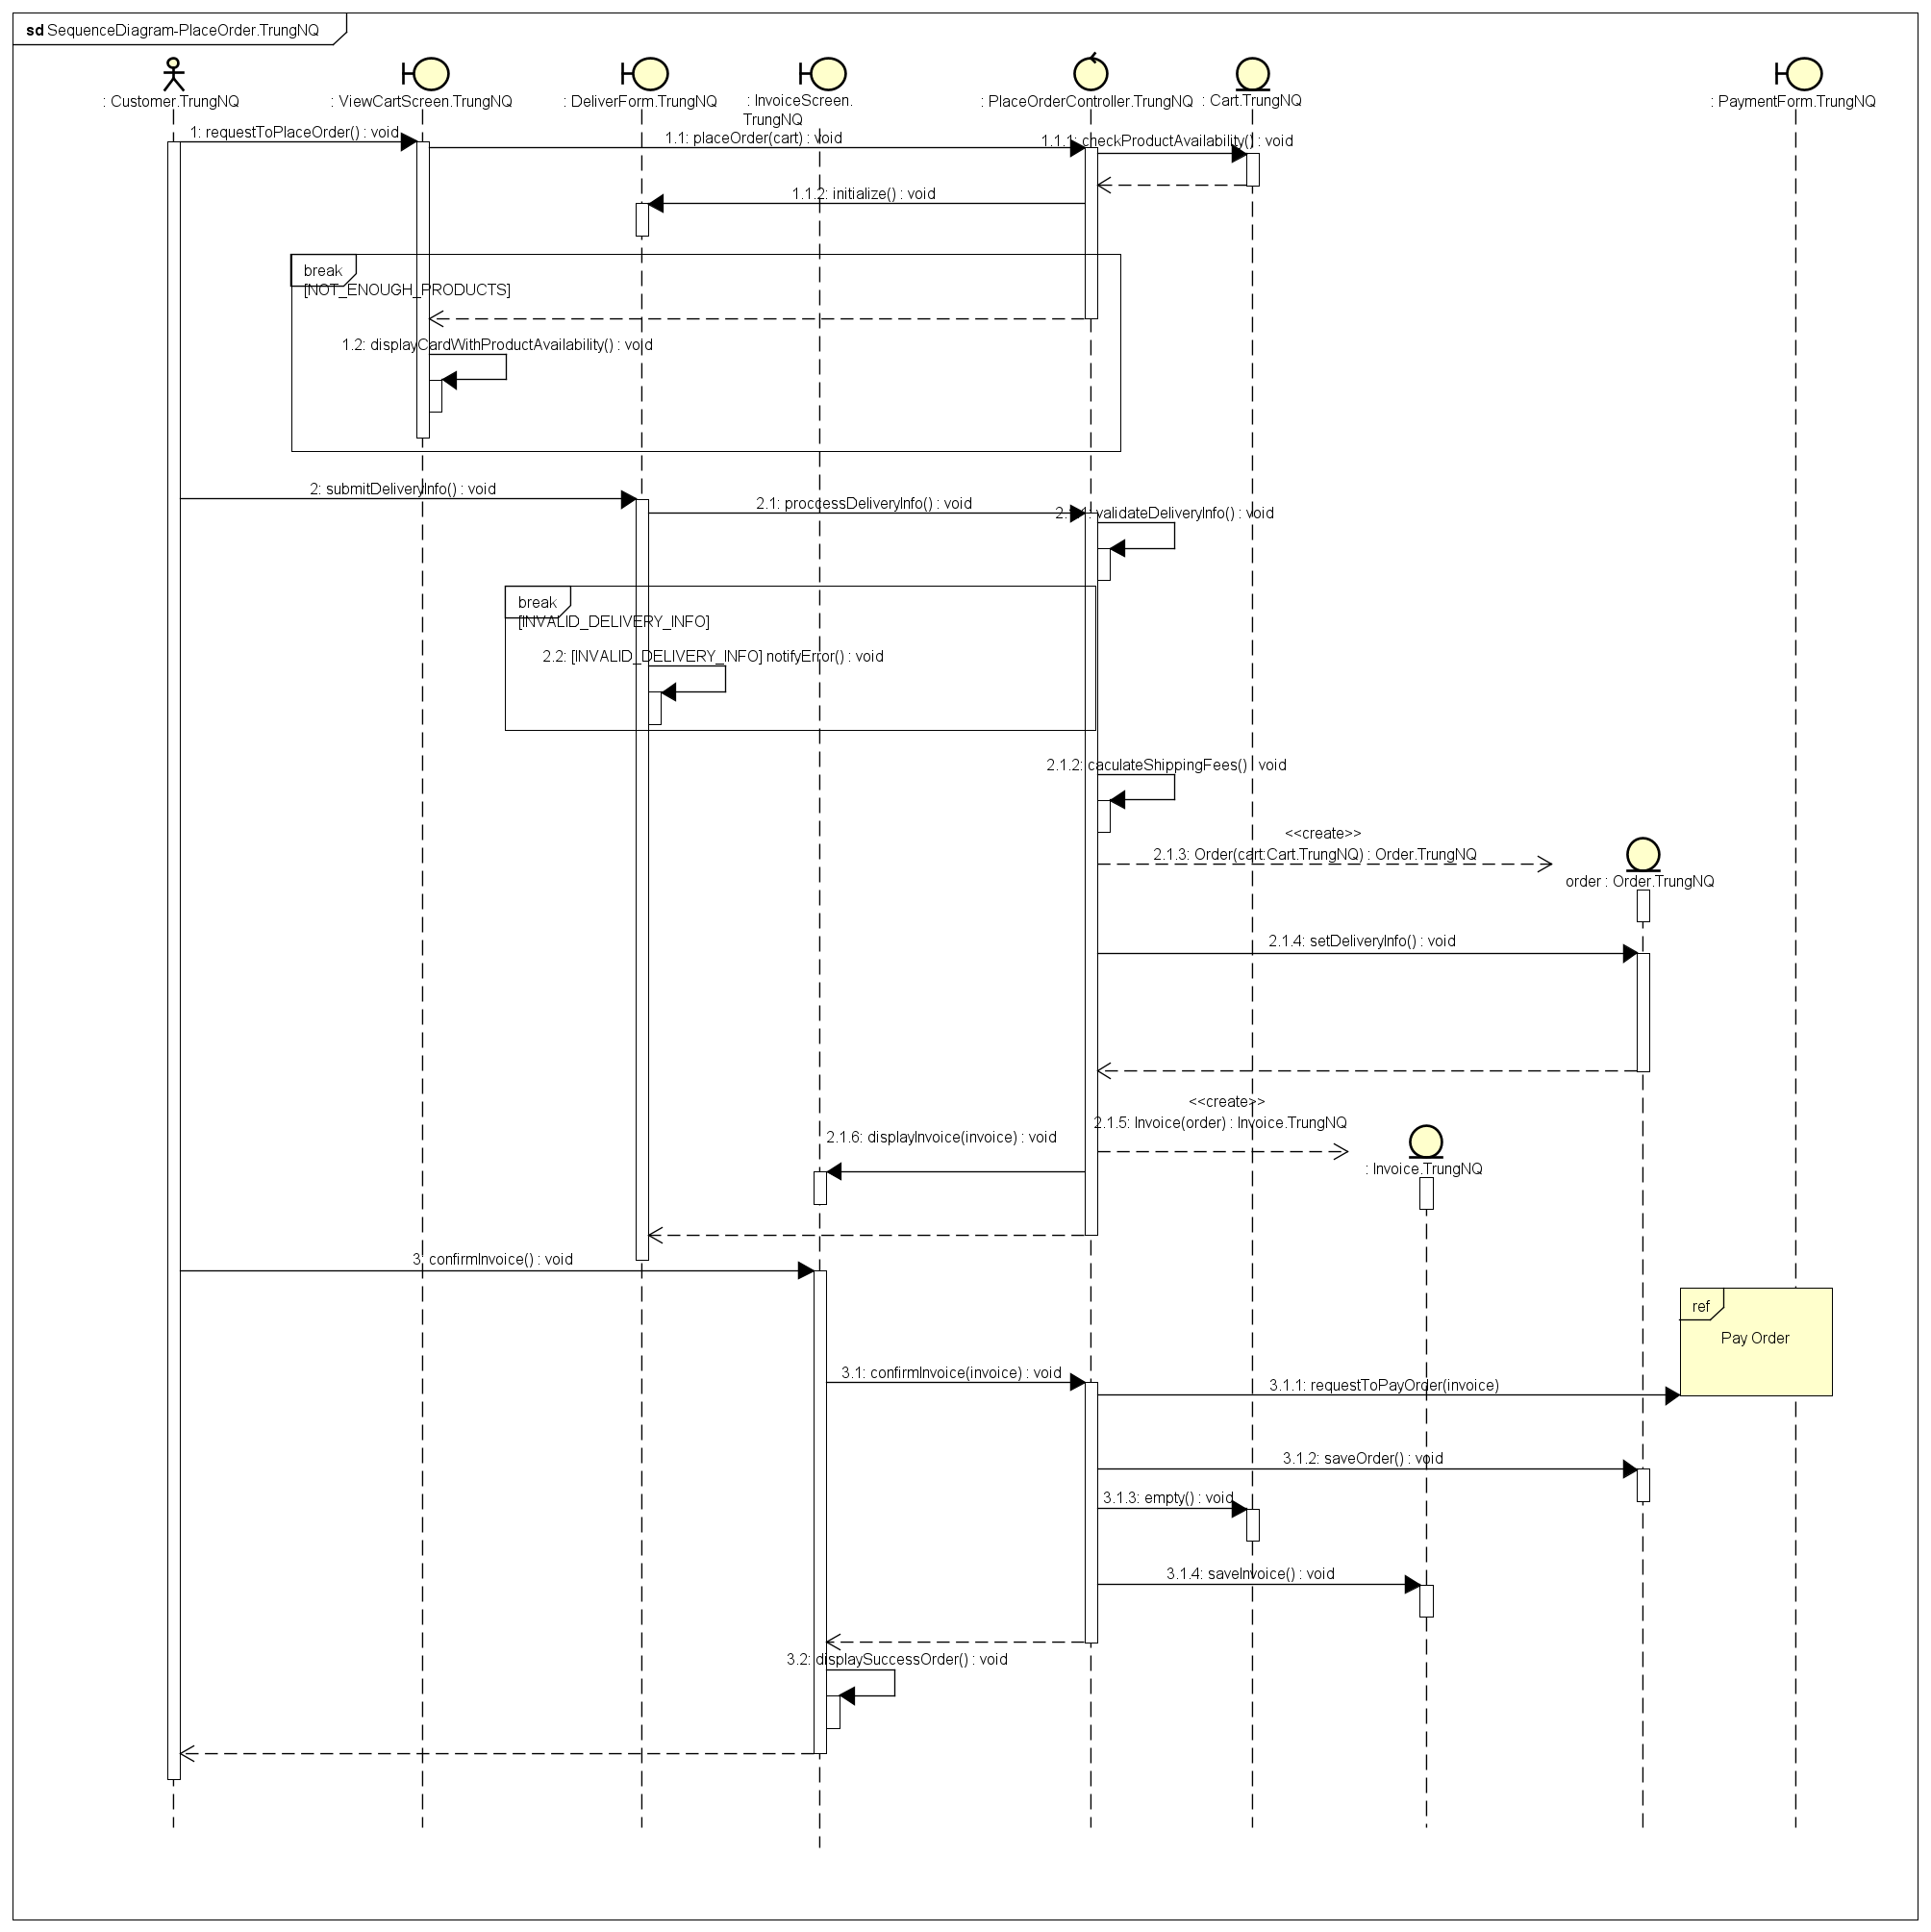 sd SequenceDiagram-PlaceOrder.TrungNQ
: Customer.TrungNQ
: ViewCartScreen.TrungNQ
: DeliverForm.TrungNQ
: InvoiceScreen.
TrungNQ
: PlaceOrderController.TrungNQ
: Cart.TrungNQ
: PaymentForm.TrungNQ
1: requestToPlaceOrder() : void
1.1: placeOrder(cart) : void
1.1.1: checkProductAvailability() : void
1.1.2: initialize() : void
break
[NOT_ENOUGH_PRODUCTS]
1.2: displayCardWithProductAvailability() : void
2: submitDeliveryInfo() : void
2.1: proccessDeliveryInfo() : void
2.1.1: validateDeliveryInfo() : void
break
[INVALID_DELIVERY_INFO]
2.2: [INVALID_DELIVERY_INFO] notifyError() : void
2.1.2: caculateShippingFees() : void
<<create>>
2.1.3: Order(cart:Cart.TrungNQ) : Order.TrungNQ
order : Order.TrungNQ
2.1.4: setDeliveryInfo() : void
<<create>>
2.1.5: Invoice(order) : Invoice.TrungNQ
2.1.6: displayInvoice(invoice) : void
: Invoice.TrungNQ
3: confirmInvoice() : void
ref
Pay Order
3.1: confirmInvoice(invoice) : void
3.1.1: requestToPayOrder(invoice)
3.1.2: saveOrder() : void
3.1.3: empty() : void
3.1.4: saveInvoice() : void
3.2: displaySuccessOrder() : void